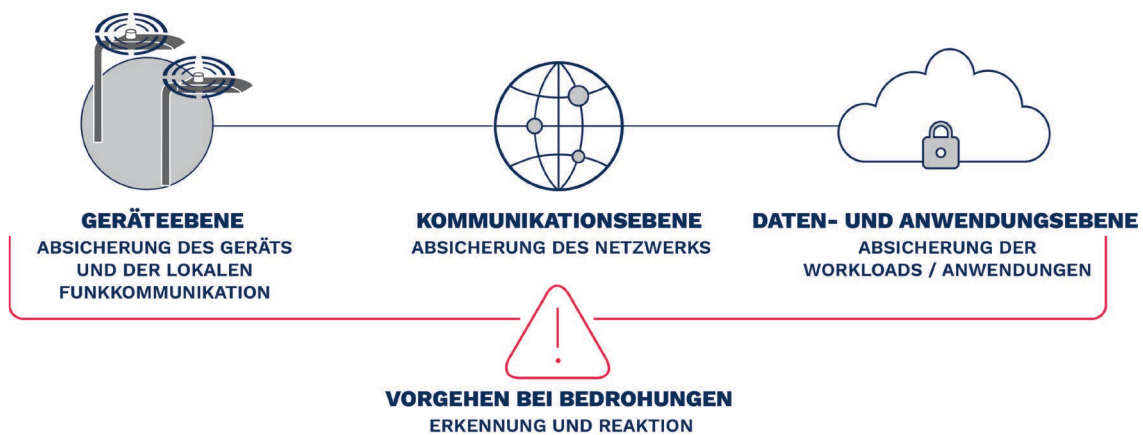 GERÄTEEBENE
ABSICHERUNG DES GERÄTS
UND DER LOKALEN
FUNKKOMMUNIKATION
KOMMUNIKATIONSEBENE
ABSICHERUNG DES NETZWERKS
DATEN- UND ANWENDUNGSEBENE
ABSICHERUNG DER
WORKLOADS / ANWENDUNGEN
VORGEHEN BEI BEDROHUNGEN
ERKENNUNG UND REAKTION